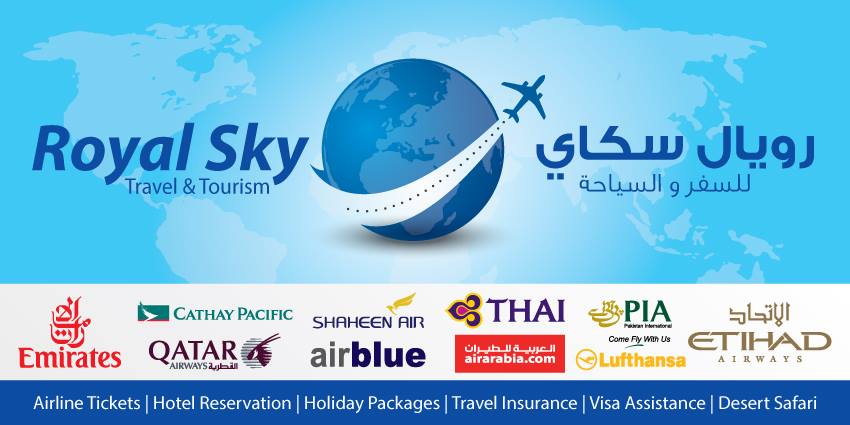 Royal Sky
Travel & Tourism
رويال سكاي
للسفر و السياحة
Emirates
CATHAY PACIFIC
QATAR
AIRWAYS القطرية
SHAHEEN AIR
airblue
THAI
العربية للطيران
airarabia.com
PIA
Pakistan International
Come Fly With Us
Lufthansa
الإتحاد
ETIHAD
AIRWAYS
Airline Tickets | Hotel Reservation | Holiday Packages | Travel Insurance | Visa Assistance | Desert Safari